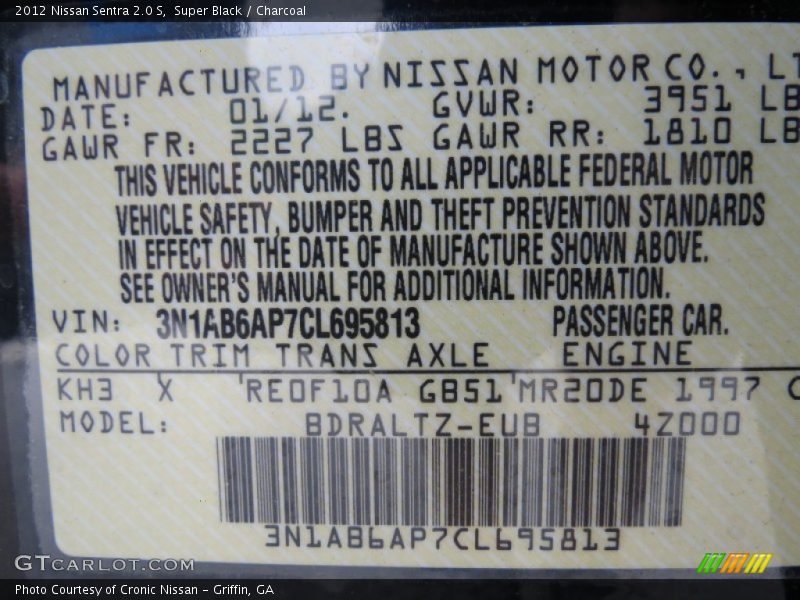 2012 Nissan Sentra 2.0 S,  Super Black / Charcoal
MANUFACTURED BY NISSAN MOTOR CO., LT
DATE: 01/12. GVWR: 3951 LB
GAWR FR: 2227 LBS GAWR RR: 1810 LB
THIS VEHICLE CONFORMS TO ALL APPLICABLE FEDERAL MOTOR
VEHICLE SAFETY, BUMPER AND THEFT PREVENTION STANDARDS
IN EFFECT ON THE DATE OF MANUFACTURE SHOWN ABOVE.
SEE OWNER'S MANUAL FOR ADDITIONAL INFORMATION.
VIN: 3N1AB6AP7CL695813 PASSENGER CAR.
COLOR TRIM TRANS AXLE ENGINE
KH3 X RE0F10A GB51 MR20DE 1997 C
MODEL: BDRALTZ-EUB 4Z000
3N1AB6AP7CL695813
GTCARLOT.COM
Photo Courtesy of Cronic Nissan – Griffin, GA